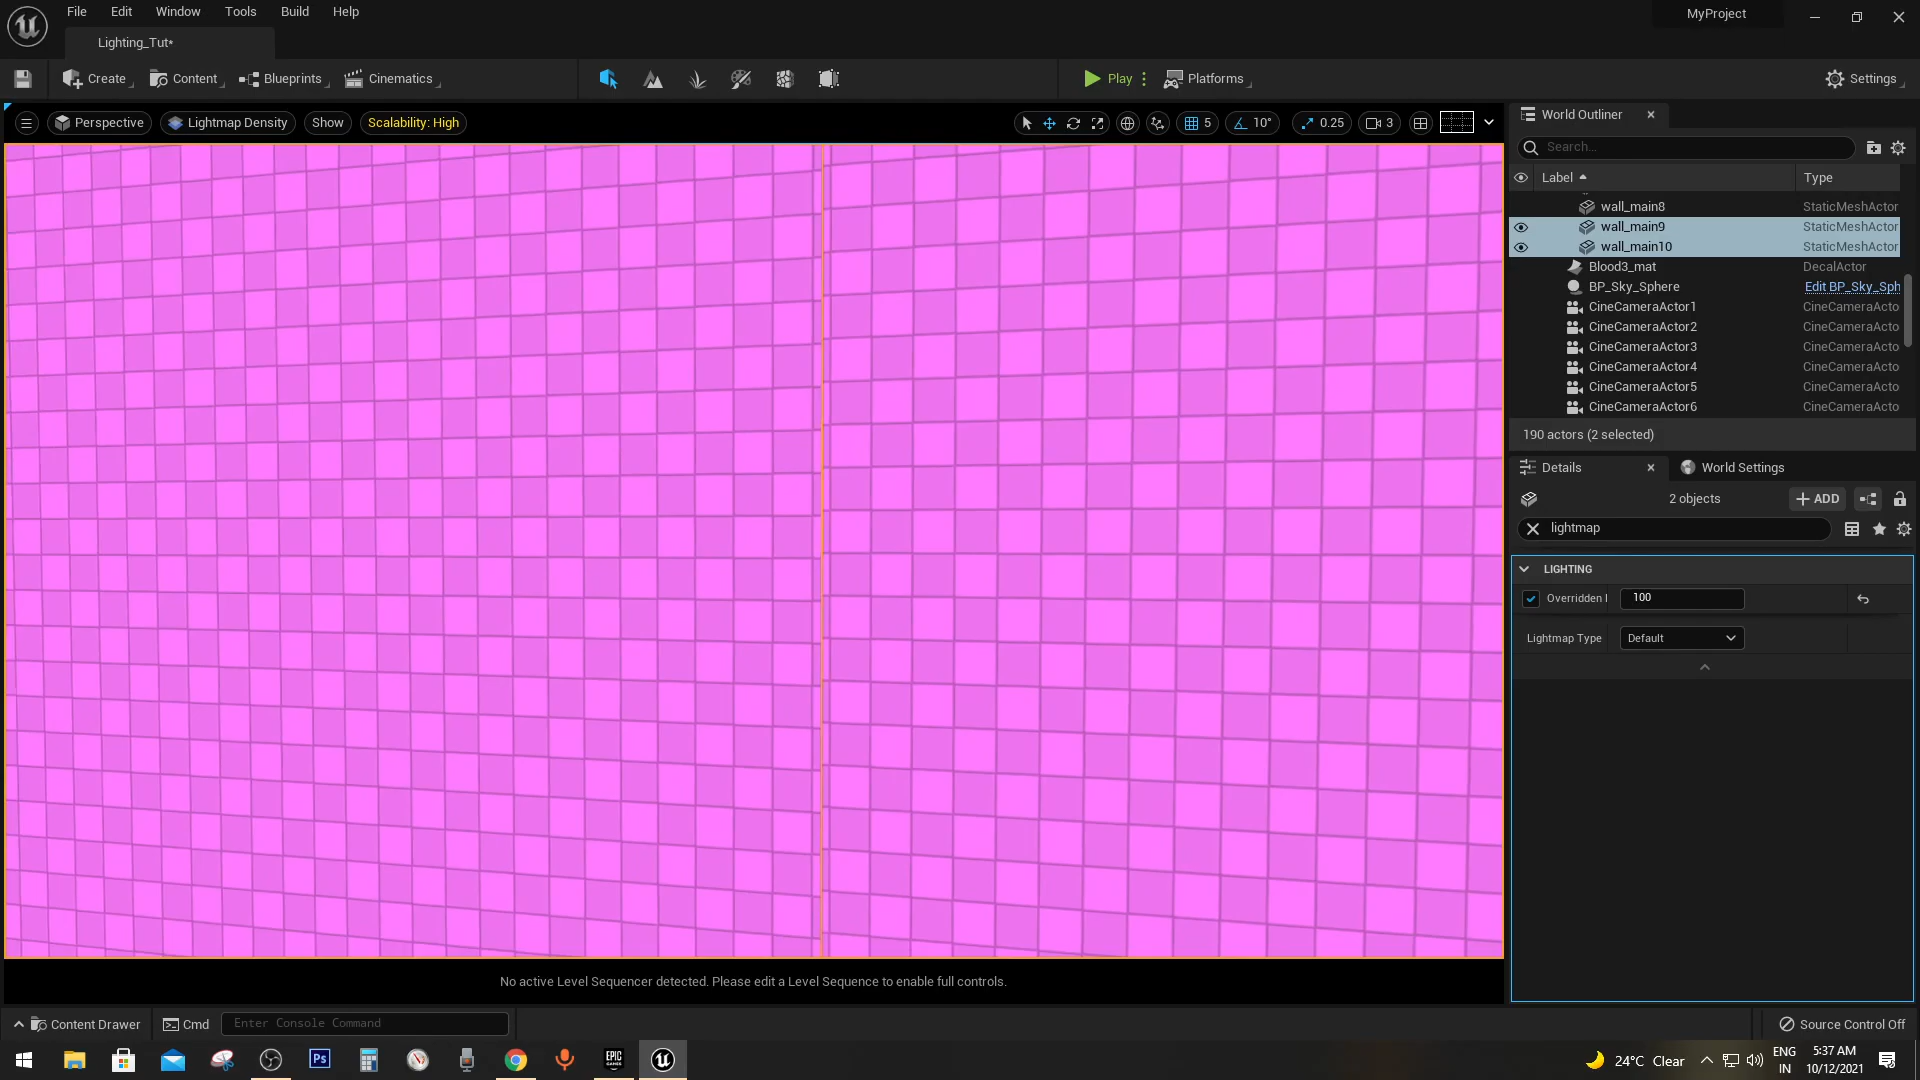 File Edit Window Tools Build Help
MyProject
Lighting_Tut*
Create Content Blueprints Cinematics Play Platforms Settings
Perspective Lightmap Density Show Scalability: High 5 10° 0.25 3
World Outliner
Search...
Label Type
wall_main8 StaticMeshActor
wall_main9 StaticMeshActor
wall_main10 StaticMeshActor
Blood3_mat DecalActor
BP_Sky_Sphere Edit BP_Sky_Sph
CineCameraActor1 CineCameraActo
CineCameraActor2 CineCameraActo
CineCameraActor3 CineCameraActo
CineCameraActor4 CineCameraActo
CineCameraActor5 CineCameraActo
CineCameraActor6 CineCameraActo
190 actors (2 selected)
Details World Settings
2 objects ADD
lightmap
LIGHTING
Overridden 100
Lightmap Type Default
No active Level Sequencer detected. Please edit a Level Sequence to enable full controls.
Content Drawer Cmd Enter Console Command Source Control Off
Ps
EPIC
GAMES
24°C Clear
ENG
IN
5:37 AM
10/12/2021